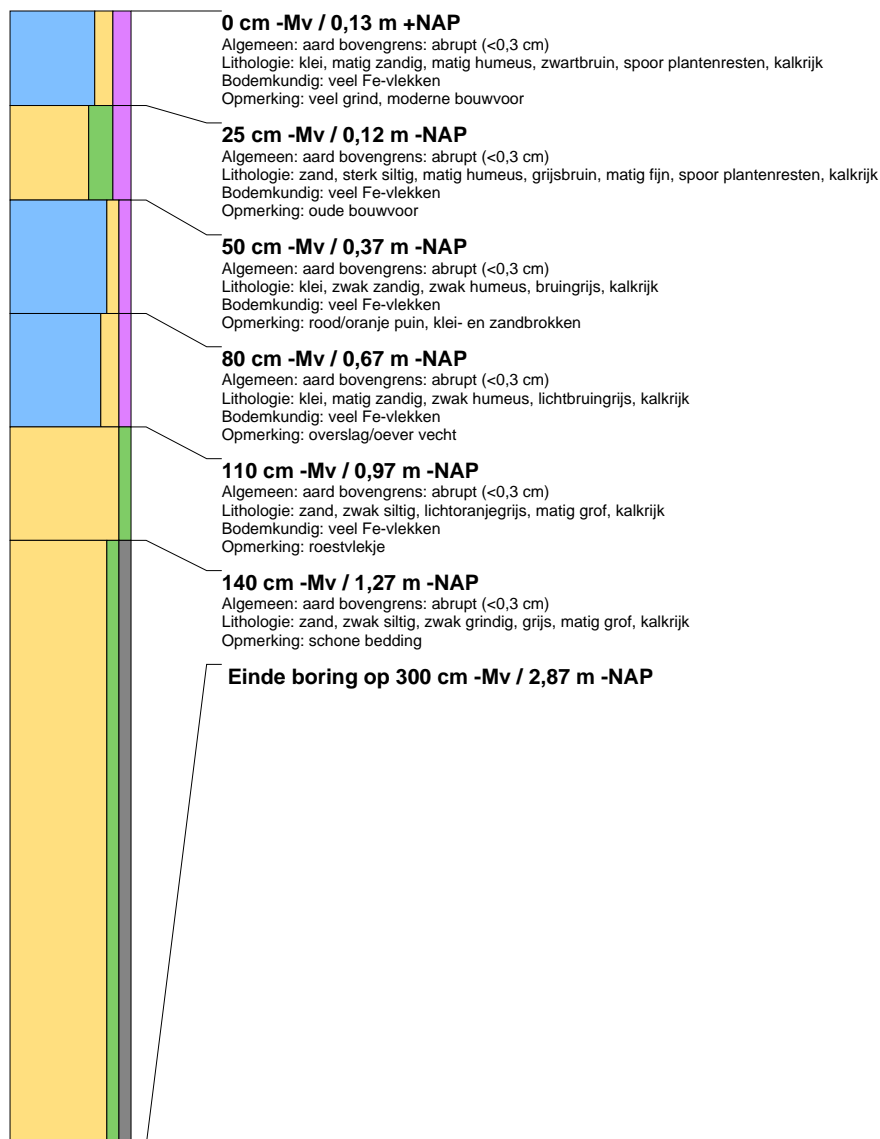 0 cm -Mv / 0,13 m +NAP
Algemeen: aard bovengrens: abrupt (<0,3 cm)
Lithologie: klei, matig zandig, matig humeus, zwartbruin, spoor plantenresten, kalkrijk
Bodemkundig: veel Fe-vlekken
Opmerking: veel grind, moderne bouwvoor
25 cm -Mv / 0,12 m -NAP
Algemeen: aard bovengrens: abrupt (<0,3 cm)
Lithologie: zand, sterk siltig, matig humeus, grijsbruin, matig fijn, spoor plantenresten, kalkrijk
Bodemkundig: veel Fe-vlekken
Opmerking: oude bouwvoor
50 cm -Mv / 0,37 m -NAP
Algemeen: aard bovengrens: abrupt (<0,3 cm)
Lithologie: klei, zwak zandig, zwak humeus, bruingrijs, kalkrijk
Bodemkundig: veel Fe-vlekken
Opmerking: rood/oranje puin, klei- en zandbrokken
80 cm -Mv / 0,67 m -NAP
Algemeen: aard bovengrens: abrupt (<0,3 cm)
Lithologie: klei, matig zandig, zwak humeus, lichtbruingrijs, kalkrijk
Bodemkundig: veel Fe-vlekken
Opmerking: overslag/oever vecht
110 cm -Mv / 0,97 m -NAP
Algemeen: aard bovengrens: abrupt (<0,3 cm)
Lithologie: zand, zwak siltig, lichtoranjegrijs, matig grof, kalkrijk
Bodemkundig: veel Fe-vlekken
Opmerking: roestvlekje
140 cm -Mv / 1,27 m -NAP
Algemeen: aard bovengrens: abrupt (<0,3 cm)
Lithologie: zand, zwak siltig, zwak grindig, grijs, matig grof, kalkrijk
Opmerking: schone bedding
Einde boring op 300 cm -Mv / 2,87 m -NAP